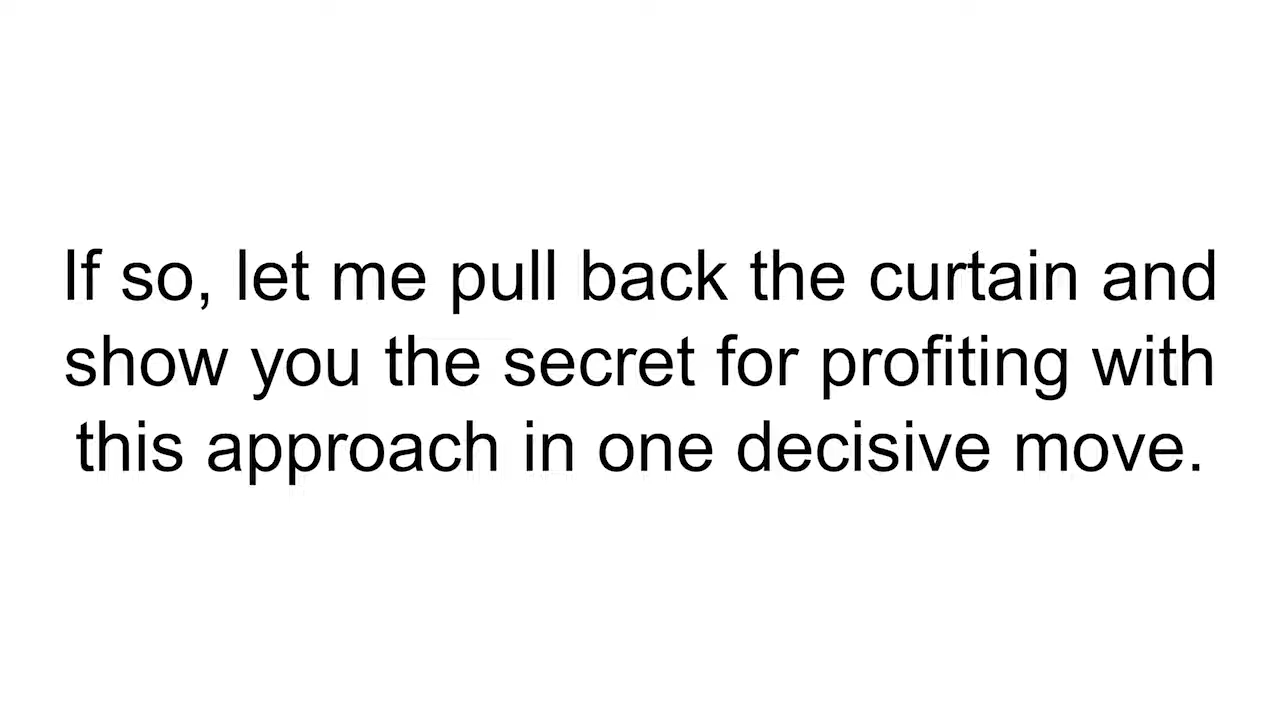 If so, let me pull back the curtain and
show you the secret for profiting with
this approach in one decisive move.